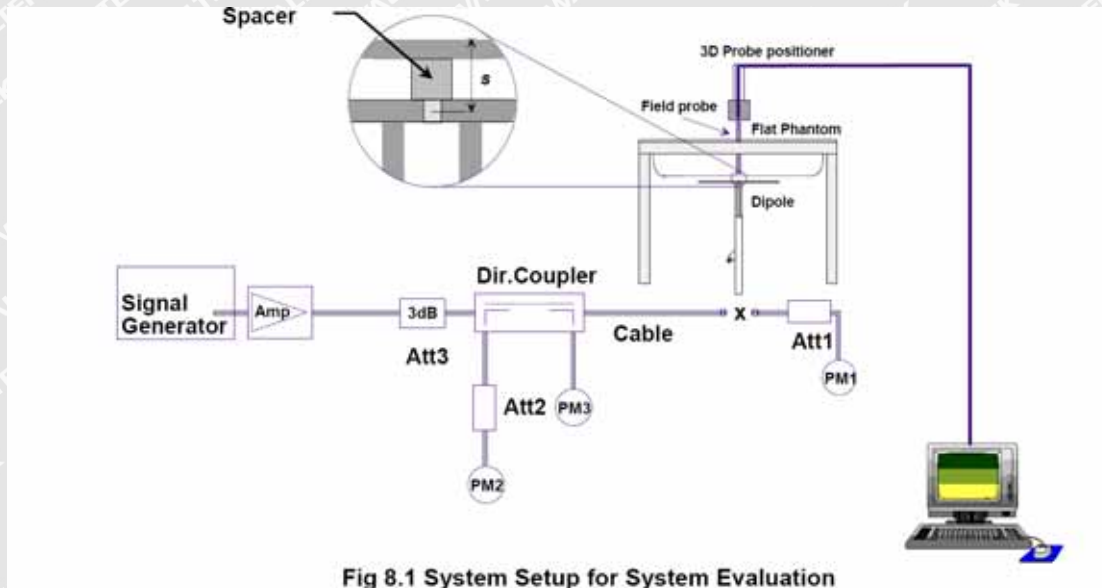 Spacer
s
3D Probe positioner
Field probe
Flat Phantom
Dipole
Signal
Generator
Amp
3dB
Att3
Dir.Coupler
Cable
x
Att1
PM1
Att2
PM3
PM2
Fig 8.1 System Setup for System Evaluation